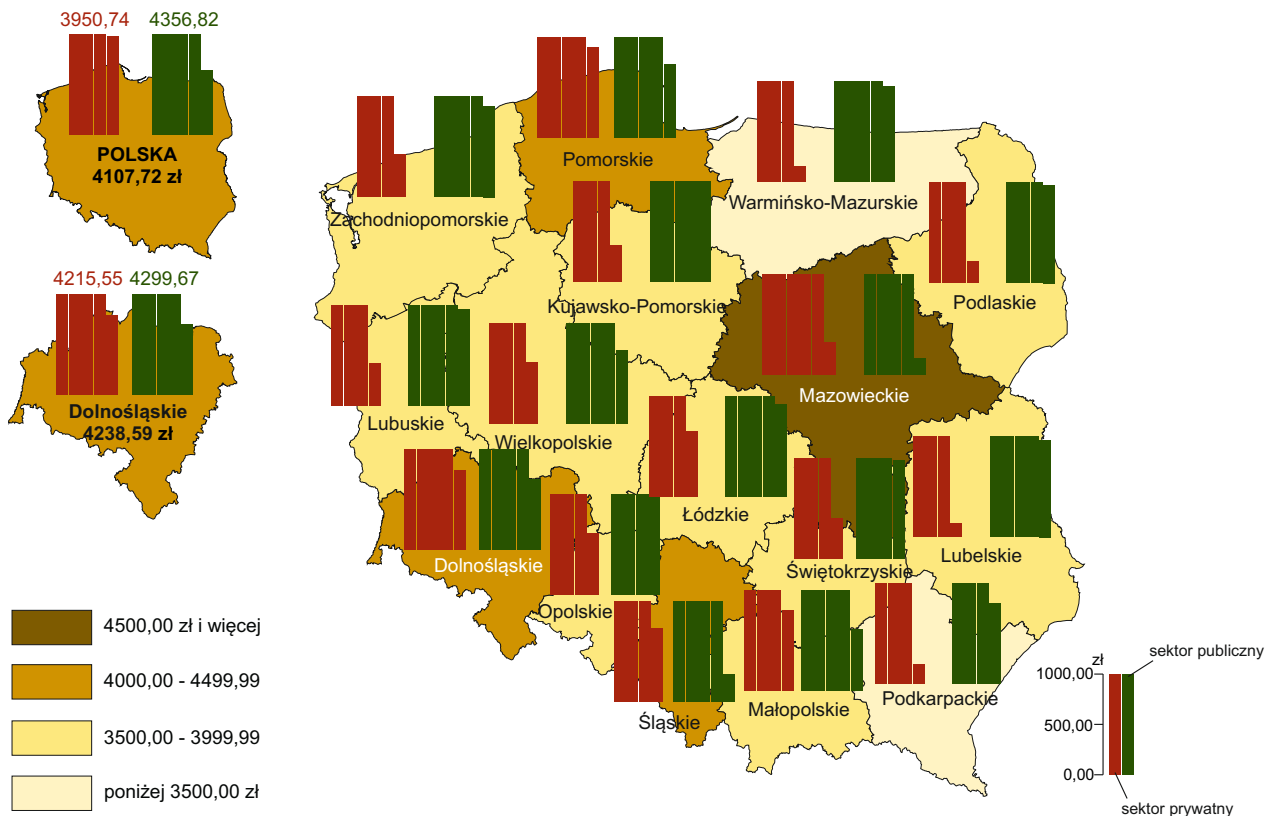 3950,74 4356,82
POLSKA
4107,72 zł
4215,55 4299,67
Dolnośląskie
4238,59 zł
Pomorskie
Zachodniopomorskie
Warmińsko-Mazurskie
Kujawsko-Pomorskie
Podlaskie
Mazowieckie
Lubuskie
Wielkopolskie
Łódzkie
Lubelskie
Dolnośląskie
Świętokrzyskie
Opolskie
Śląskie
Małopolskie
Podkarpackie
4500,00 zł i więcej
4000,00 - 4499,99
3500,00 - 3999,99
poniżej 3500,00 zł
sektor publiczny
zł
1000,00
500,00
0,00
sektor prywatny